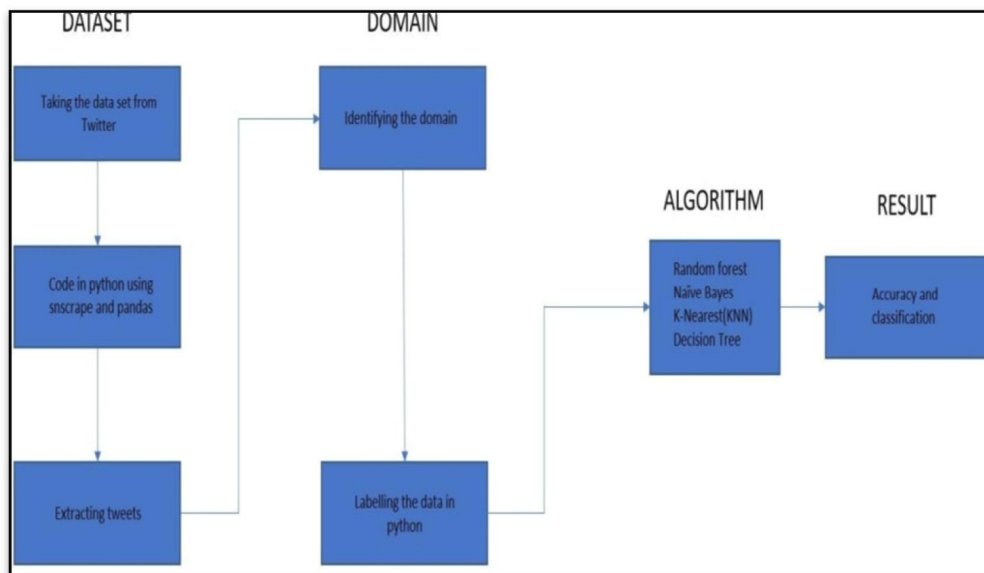 DATASET
Taking the data set from
Twitter
Code in python using
snscrape and pandas
Extracting tweets
DOMAIN
Identifying the domain
Labelling the data in
python
ALGORITHM
Random forest
Naïve Bayes
K-Nearest(KNN)
Decision Tree
RESULT
Accuracy and
classification